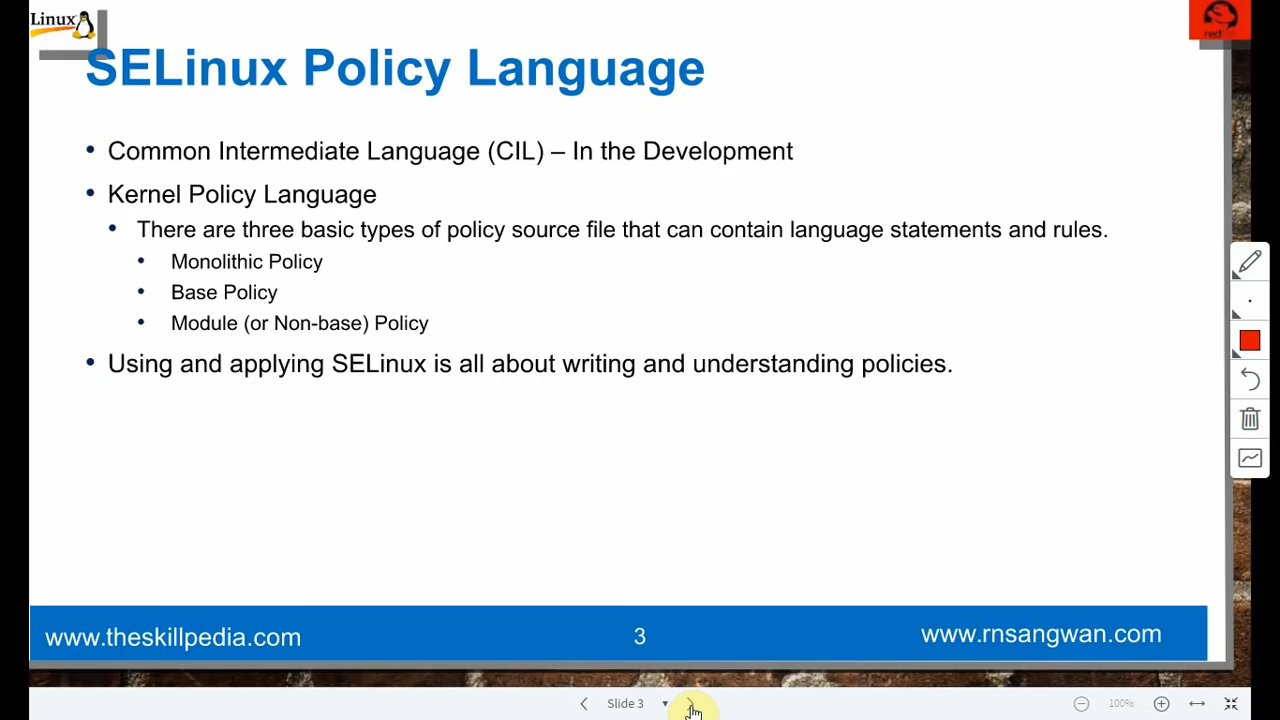 Linux
red
SELinux Policy Language
• Common Intermediate Language (CIL) – In the Development
• Kernel Policy Language
• There are three basic types of policy source file that can contain language statements and rules.
• Monolithic Policy
• Base Policy
• Module (or Non-base) Policy
• Using and applying SELinux is all about writing and understanding policies.
www.theskillpedia.com
3
www.rnsangwan.com
Slide 3
100%